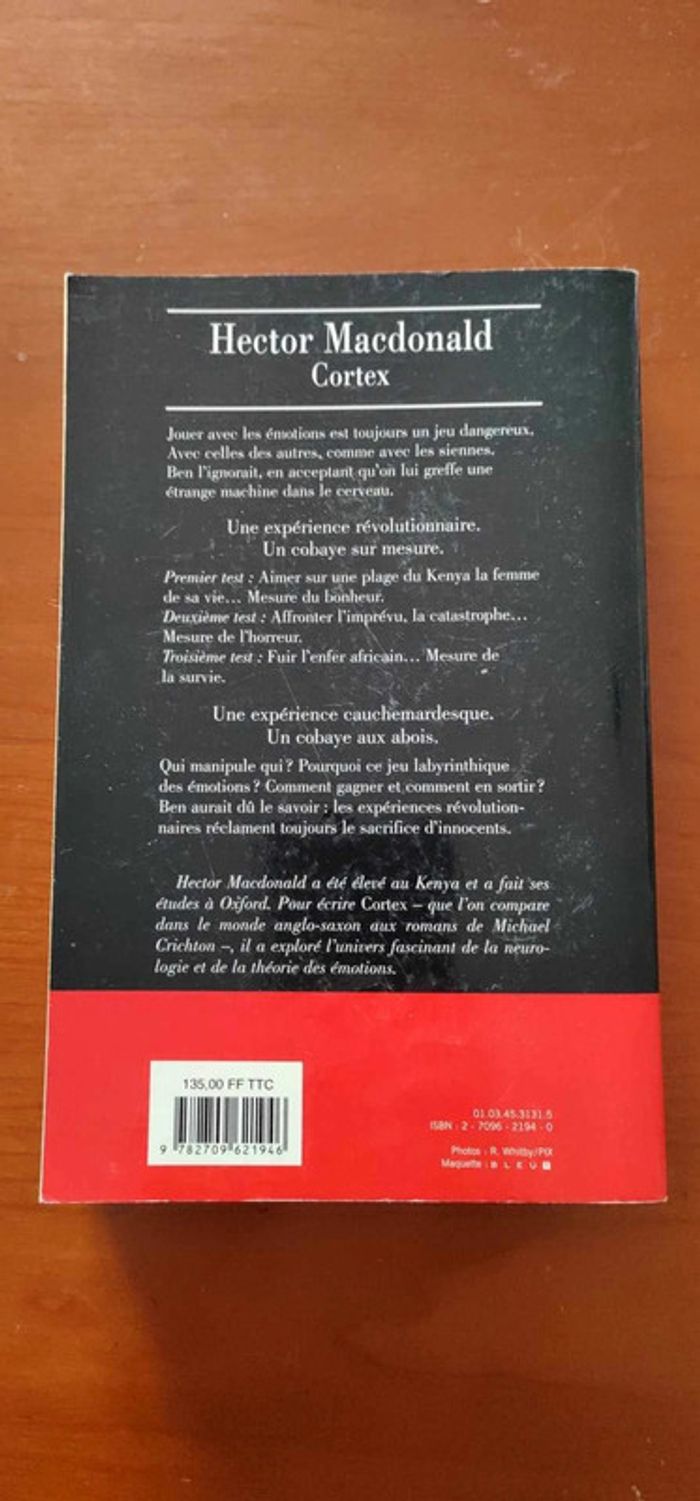 Hector Macdonald
Cortex
Jouer avec les émotions est toujours un jeu dangereux.
Avec celles des autres, comme avec les siennes.
Ben l'ignorait, en acceptant qu'on lui greffe une
étrange machine dans le cerveau.
Une expérience révolutionnaire.
Un cobaye sur mesure.
Premier test : Aimer sur une plage du Kenya la femme
de sa vie... Mesure du bonheur.
Deuxième test : Affronter l'imprévu, la catastrophe...
Mesure de l'horreur.
Troisième test : Fuir l'enfer africain... Mesure de
la survie.
Une expérience cauchemardesque.
Un cobaye aux abois.
Qui manipule qui ? Pourquoi ce jeu labyrinthique
des émotions ? Comment gagner et comment en sortir ?
Ben aurait dû le savoir : les expériences révolution-
naires réclament toujours le sacrifice d'innocents.
Hector Macdonald a été élevé au Kenya et a fait ses
études à Oxford. Pour écrire Cortex – que l'on compare
dans le monde anglo-saxon aux romans de Michael
Crichton –, il a exploré l'univers fascinant de la neuro-
logie et de la théorie des émotions.
135,00 FF TTC
9 782709 621946
01.03.45.3131.5
ISBN : 2 - 7096 - 2194 - 0
Photos : R. Whitby/PIX
Maquette : BLEU T